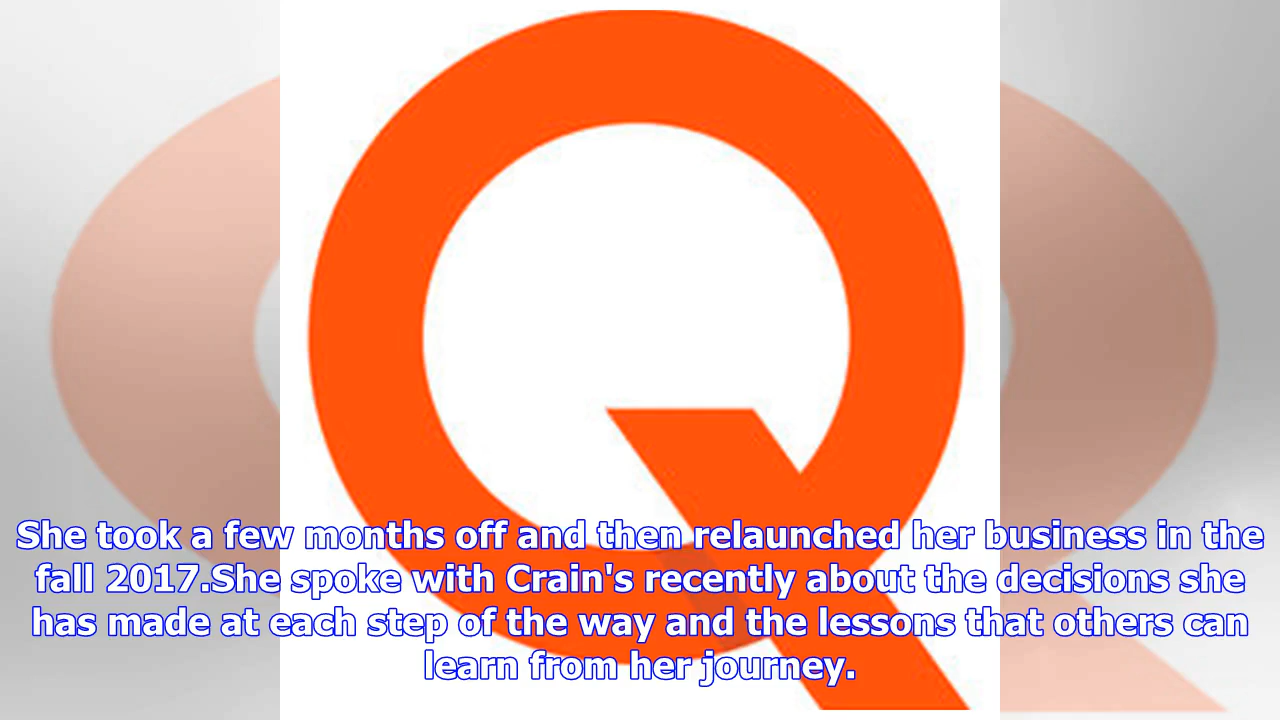 She took a few months off and then relaunched her business in the
fall 2017.She spoke with Crain's recently about the decisions she
has made at each step of the way and the lessons that others can
learn from her journey.